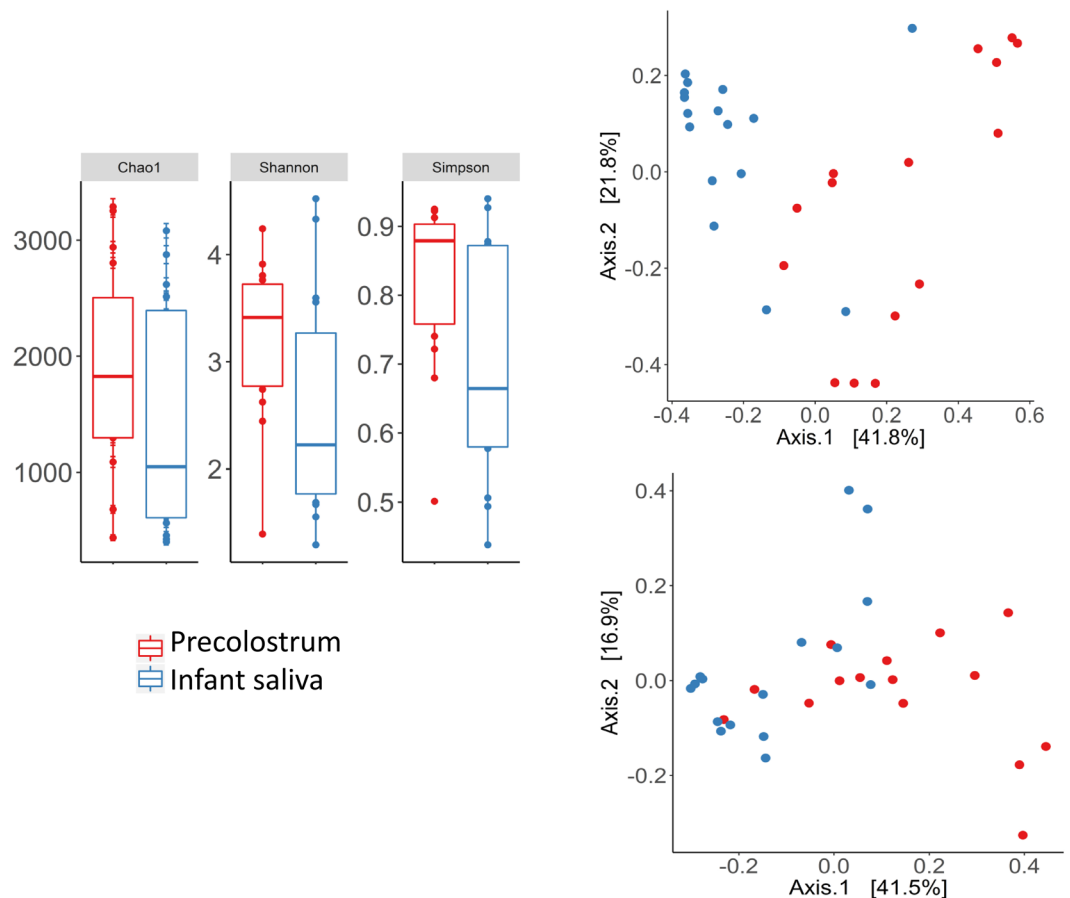 Chao1
Shannon
Simpson
3000
2000
1000
4
3
2
0.9
0.8
0.7
0.6
0.5
Precolostrum
Infant saliva
Axis.2 [21.8%]
0.2
0.0
-0.2
-0.4
-0.4 -0.2 0.0 0.2 0.4 0.6
Axis.1 [41.8%]
Axis.2 [16.9%]
0.4
0.2
0.0
-0.2
-0.2 0.0 0.2 0.4
Axis.1 [41.5%]